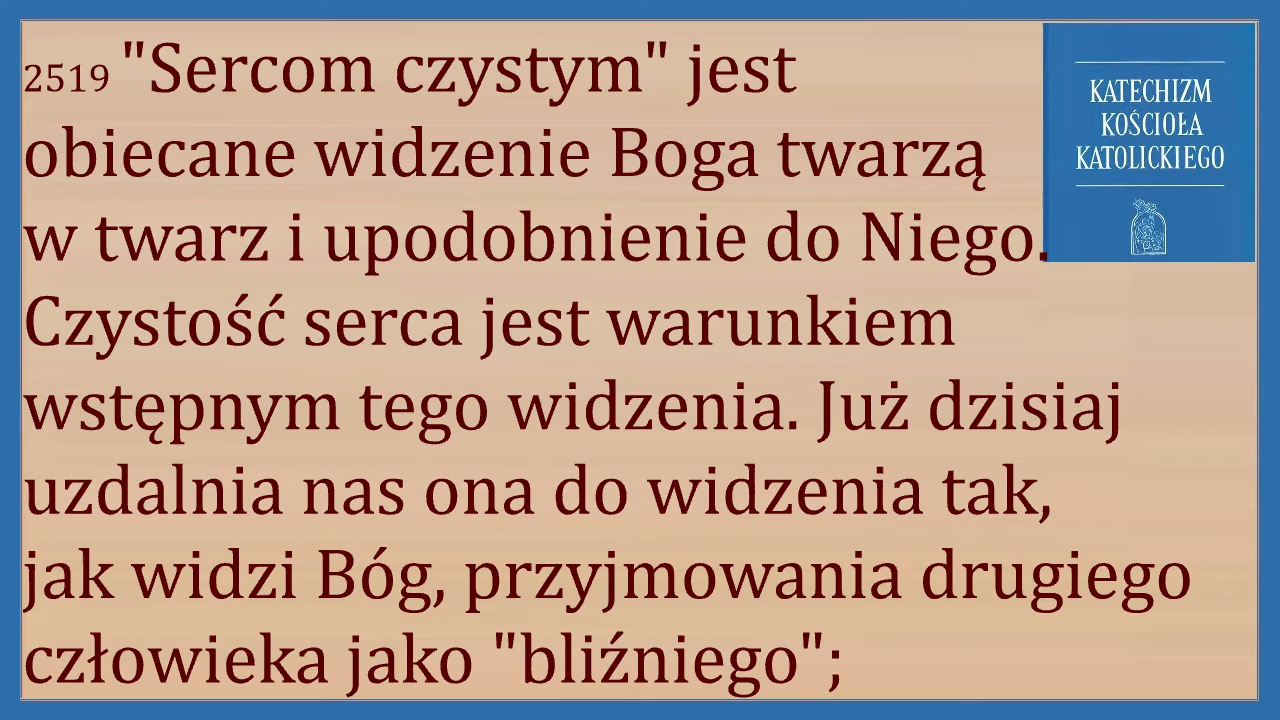 2519 "Sercom czystym" jest
obiecane widzenie Boga twarzą
w twarz i upodobnienie do Niego.
Czystość serca jest warunkiem
wstępnym tego widzenia. Już dzisiaj
uzdalnia nas ona do widzenia tak,
jak widzi Bóg, przyjmowania drugiego
człowieka jako "bliźniego";
KATECHIZM
KOŚCIOŁA
KATOLICKIEGO